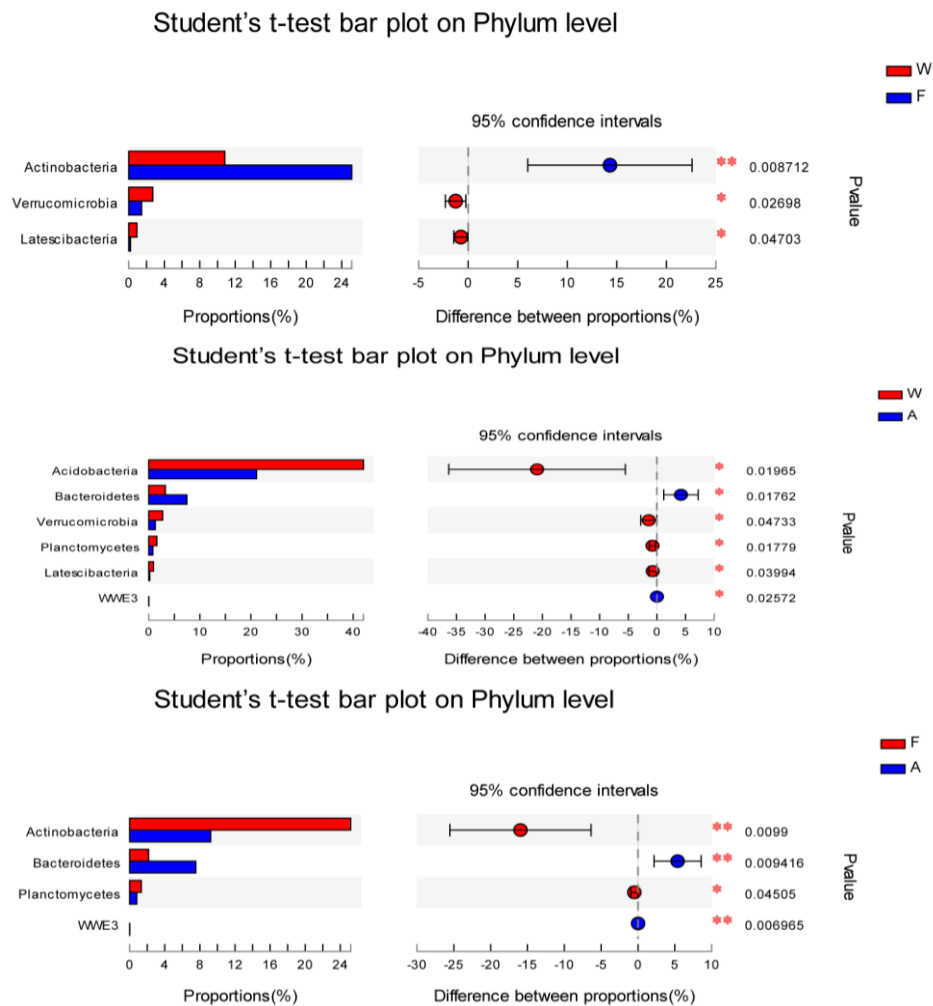 Student's t-test bar plot on Phylum level
W
F
95% confidence intervals
Actinobacteria
** 0.008712
Verrucomicrobia
* 0.02698
Latescibacteria
* 0.04703
Pvalue
0 4 8 12 16 20 24
-5 0 5 10 15 20 25
Proportions(%)
Difference between proportions(%)
Student's t-test bar plot on Phylum level
W
A
95% confidence intervals
Acidobacteria
* 0.01965
Bacteroidetes
* 0.01762
Verrucomicrobia
* 0.04733
Planctomycetes
* 0.01779
Latescibacteria
* 0.03994
WWE3
* 0.02572
Pvalue
0 10 20 30 40
-40 -35 -30 -25 -20 -15 -10 -5 0 5 10
Proportions(%)
Difference between proportions(%)
Student's t-test bar plot on Phylum level
F
A
95% confidence intervals
Actinobacteria
** 0.0099
Bacteroidetes
** 0.009416
Planctomycetes
* 0.04505
WWE3
** 0.006965
Pvalue
0 4 8 12 16 20 24
-30 -25 -20 -15 -10 -5 0 5 10
Proportions(%)
Difference between proportions(%)